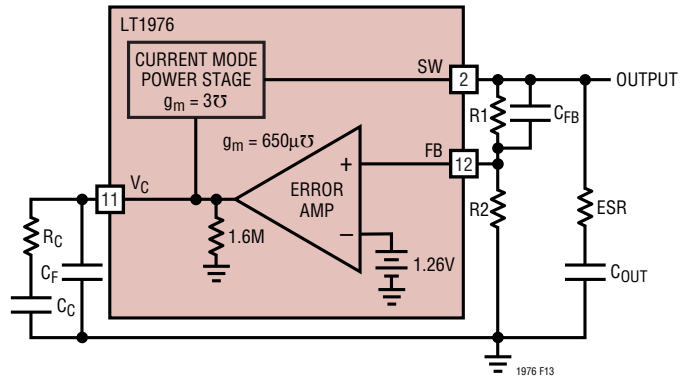 LT1976
CURRENT MODE
POWER STAGE
gm = 3℧
SW
2
OUTPUT
R1
CFB
gm = 650µ℧
FB
12
+
ERROR
AMP
–
VC
11
1.6M
1.26V
R2
ESR
COUT
RC
CF
CC
1976 F13